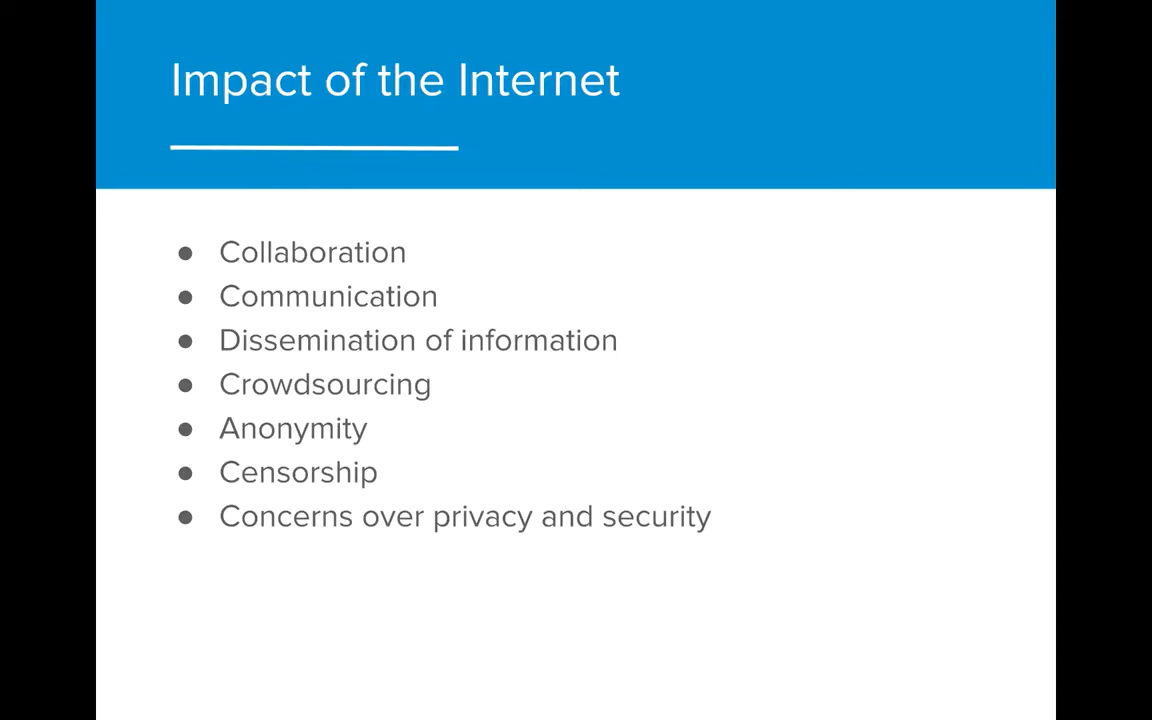 Impact of the Internet
● Collaboration
● Communication
● Dissemination of information
● Crowdsourcing
● Anonymity
● Censorship
● Concerns over privacy and security